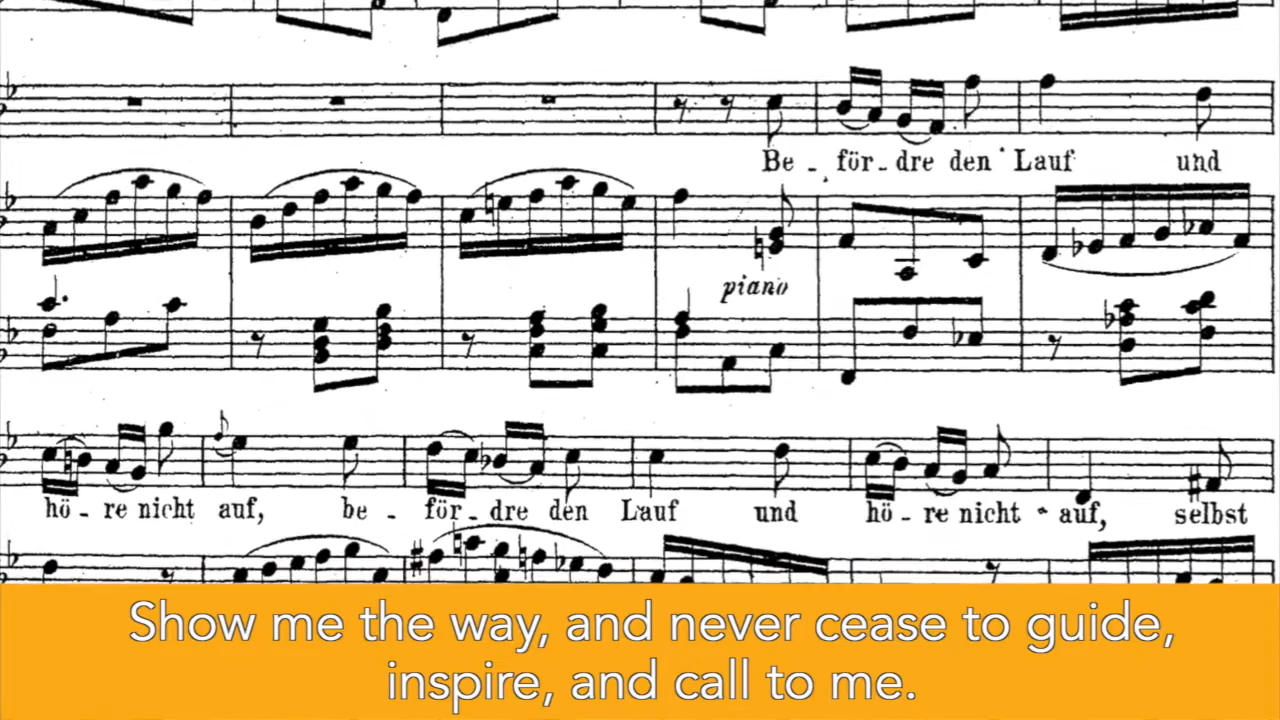 Be - för - dre den Lauf und
piano
hö - re nicht auf, be - för - dre den Lauf und hö - re nicht auf, selbst
Show me the way, and never cease to guide,
inspire, and call to me.